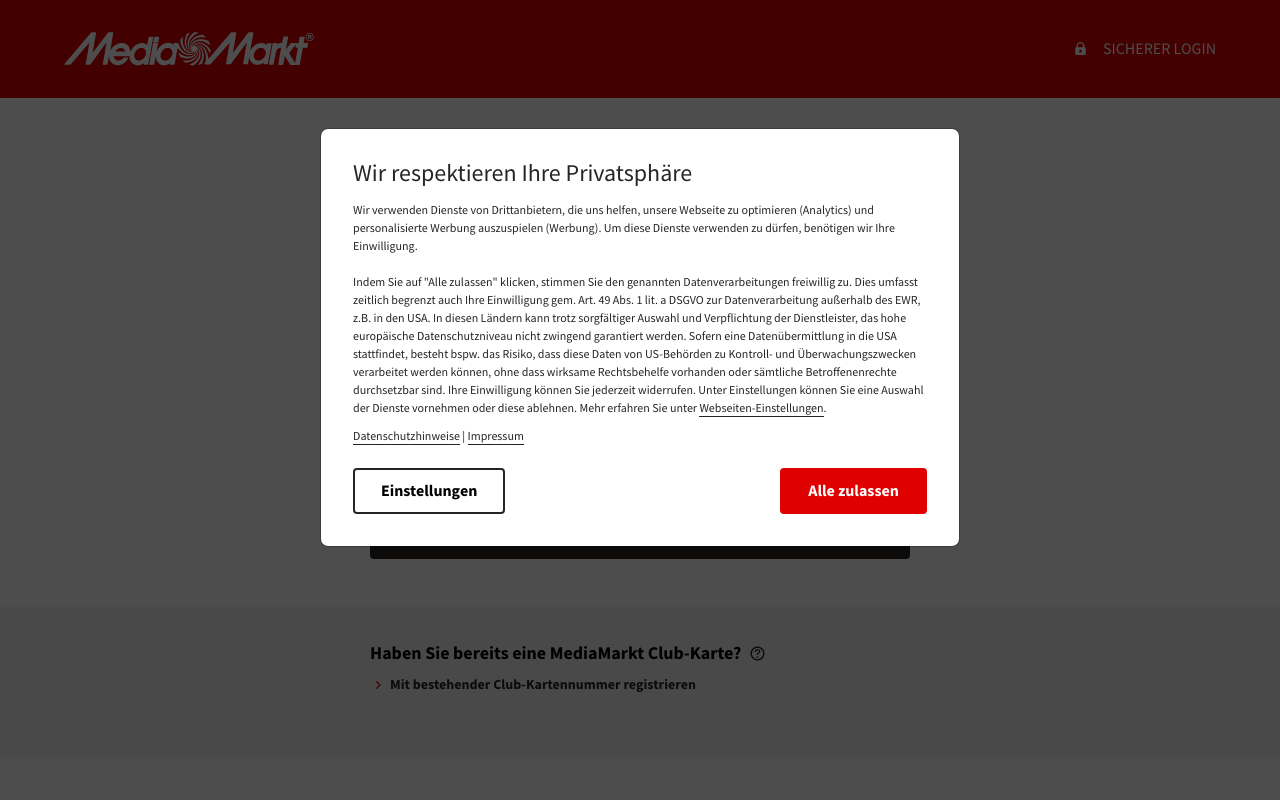 MediaMarkt®
SICHERER LOGIN
Wir respektieren Ihre Privatsphäre
Wir verwenden Dienste von Drittanbietern, die uns helfen, unsere Webseite zu optimieren (Analytics) und
personalisierte Werbung auszuspielen (Werbung). Um diese Dienste verwenden zu dürfen, benötigen wir Ihre
Einwilligung.
Indem Sie auf "Alle zulassen" klicken, stimmen Sie den genannten Datenverarbeitungen freiwillig zu. Dies umfasst
zeitlich begrenzt auch Ihre Einwilligung gem. Art. 49 Abs. 1 lit. a DSGVO zur Datenverarbeitung außerhalb des EWR,
z.B. in den USA. In diesen Ländern kann trotz sorgfältiger Auswahl und Verpflichtung der Dienstleister, das hohe
europäische Datenschutzniveau nicht zwingend garantiert werden. Sofern eine Datenübermittlung in die USA
stattfindet, besteht bspw. das Risiko, dass diese Daten von US-Behörden zu Kontroll- und Überwachungszwecken
verarbeitet werden können, ohne dass wirksame Rechtsbehelfe vorhanden oder sämtliche Betroffenenrechte
durchsetzbar sind. Ihre Einwilligung können Sie jederzeit widerrufen. Unter Einstellungen können Sie eine Auswahl
der Dienste vornehmen oder diese ablehnen. Mehr erfahren Sie unter Webseiten-Einstellungen.
Datenschutzhinweise | Impressum
Einstellungen
Alle zulassen
Haben Sie bereits eine MediaMarkt Club-Karte?
Mit bestehender Club-Kartennummer registrieren